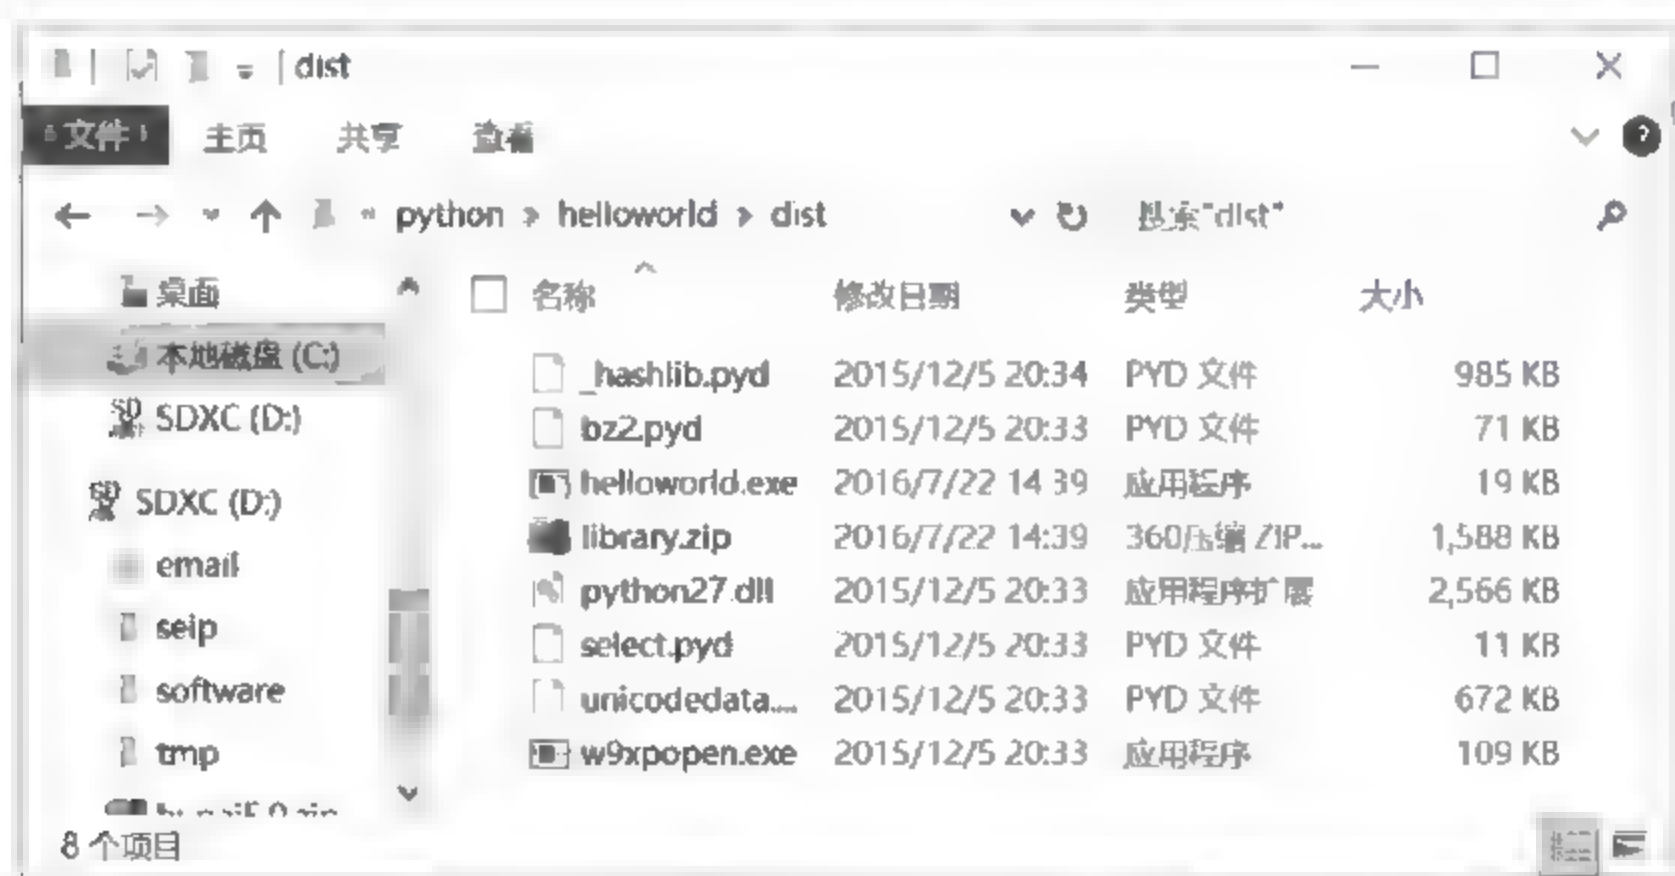 dist
文件 主页 共享 查看
python helloworld dist 搜索"dist"
桌面
本地磁盘 (C:)
SDXC (D:)
SDXC (D:)
email
seip
software
tmp
名称 修改日期 类型 大小
_hashlib.pyd 2015/12/5 20:34 PYD 文件 985 KB
bz2.pyd 2015/12/5 20:33 PYD 文件 71 KB
helloworld.exe 2016/7/22 14:39 应用程序 19 KB
library.zip 2016/7/22 14:39 360压缩 ZIP... 1,588 KB
python27.dll 2015/12/5 20:33 应用程序扩展 2,566 KB
select.pyd 2015/12/5 20:33 PYD 文件 11 KB
unicodedata.... 2015/12/5 20:33 PYD 文件 672 KB
w9xpopen.exe 2015/12/5 20:33 应用程序 109 KB
8 个项目